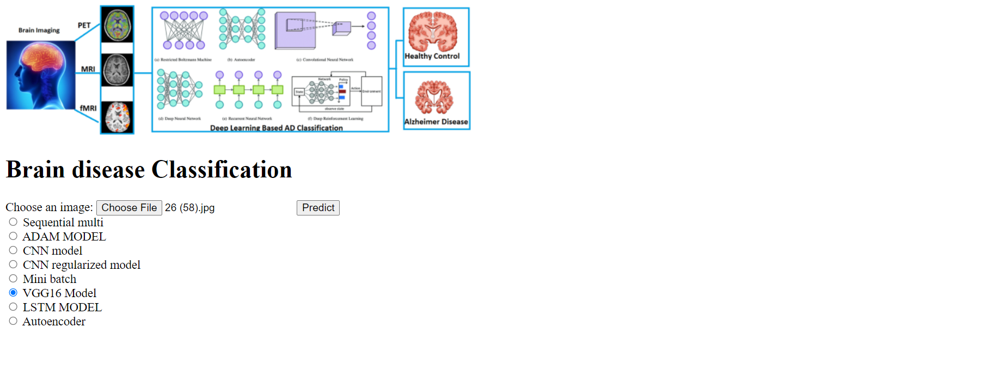 Brain Imaging
PET
MRI
fMRI
(a) Restricted Boltzmann Machine
(b) Autoencoder
(c) Convolutional Neural Network
Network
Policy
State
Action
Environment
observe state
(d) Deep Neural Network
(e) Recurrent Neural Network
(f) Deep Reinforcement Learning
Deep Learning Based AD Classification
Healthy Control
Alzheimer Disease
Brain disease Classification
Choose an image: Choose File 26 (58).jpg Predict
Sequential multi
ADAM MODEL
CNN model
CNN regularized model
Mini batch
VGG16 Model
LSTM MODEL
Autoencoder